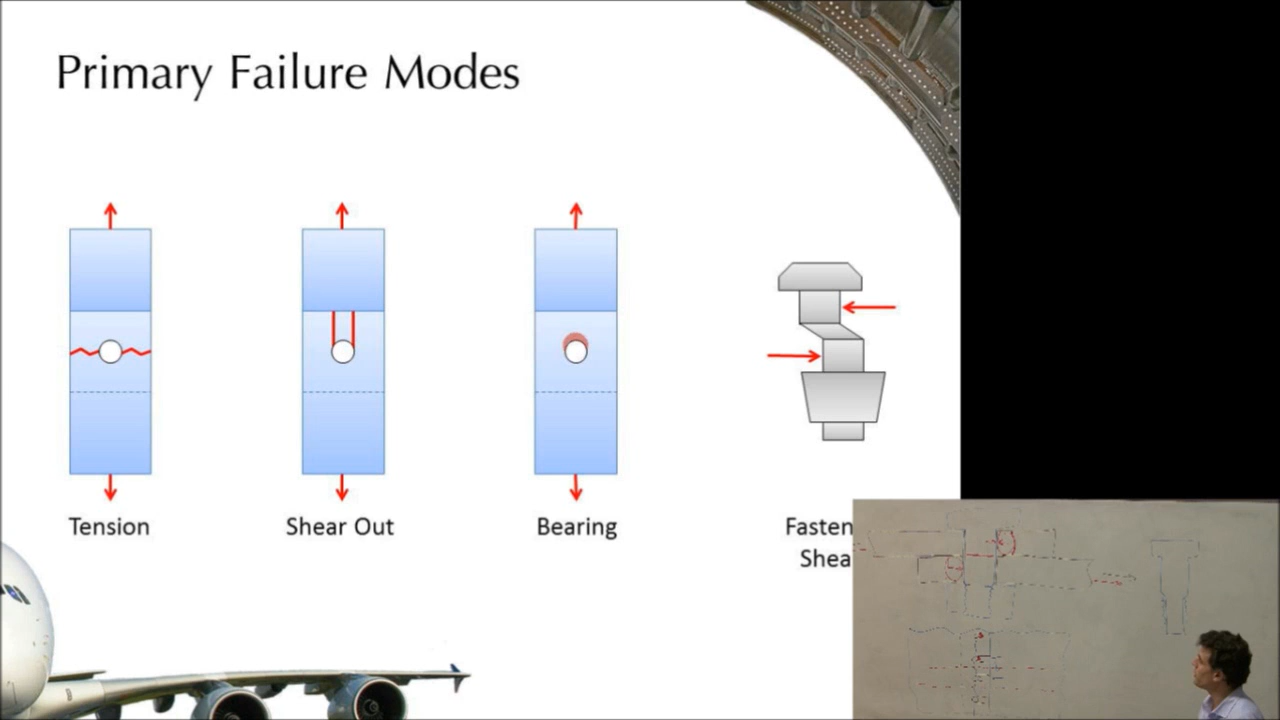 Primary Failure Modes
Tension
Shear Out
Bearing
Fasten
Shea